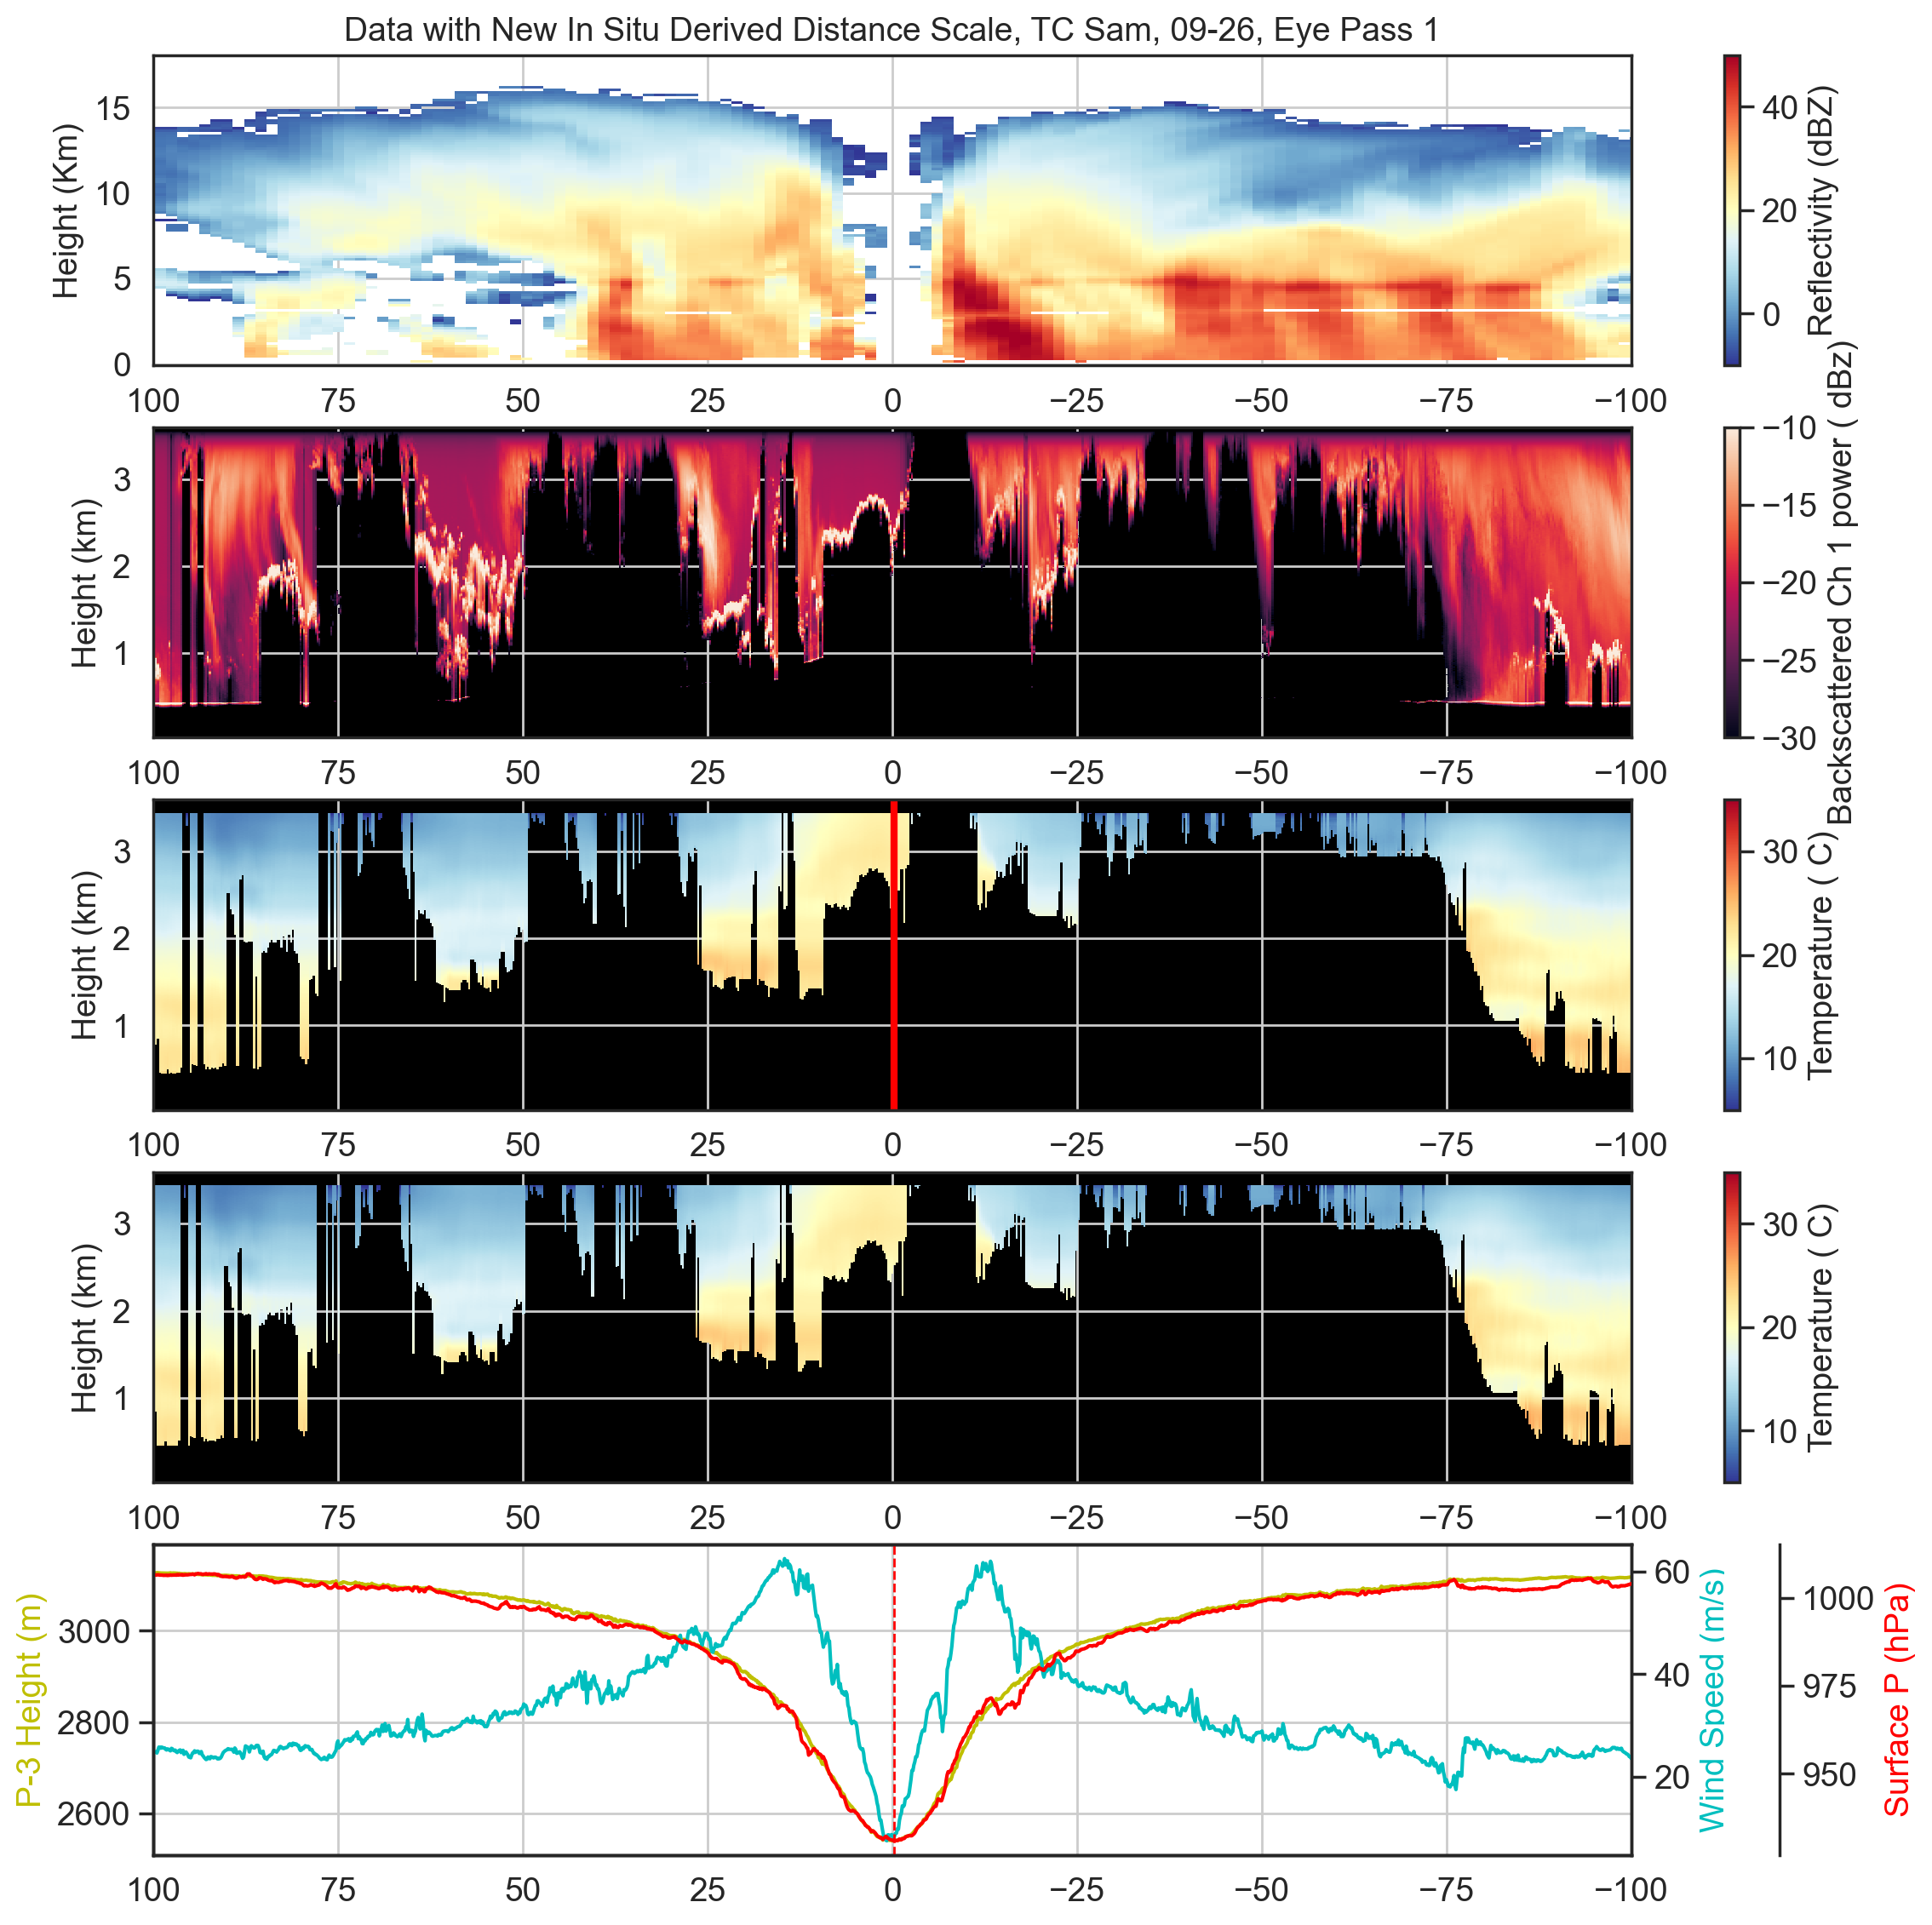 Data with New In Situ Derived Distance Scale, TC Sam, 09-26, Eye Pass 1
Height (Km)
15
10
5
0
100 75 50 25 0 −25 −50 −75 −100
40
20
0
Reflectivity (dBZ)
Height (km)
3
2
1
100 75 50 25 0 −25 −50 −75 −100
−10
−15
−20
−25
−30
Backscattered Ch 1 power ( dBz)
Height (km)
3
2
1
100 75 50 25 0 −25 −50 −75 −100
30
20
10
Temperature ( C)
Height (km)
3
2
1
100 75 50 25 0 −25 −50 −75 −100
30
20
10
Temperature ( C)
P-3 Height (m)
3000
2800
2600
100 75 50 25 0 −25 −50 −75 −100
60
40
20
Wind Speed (m/s)
1000
975
950
Surface P (hPa)